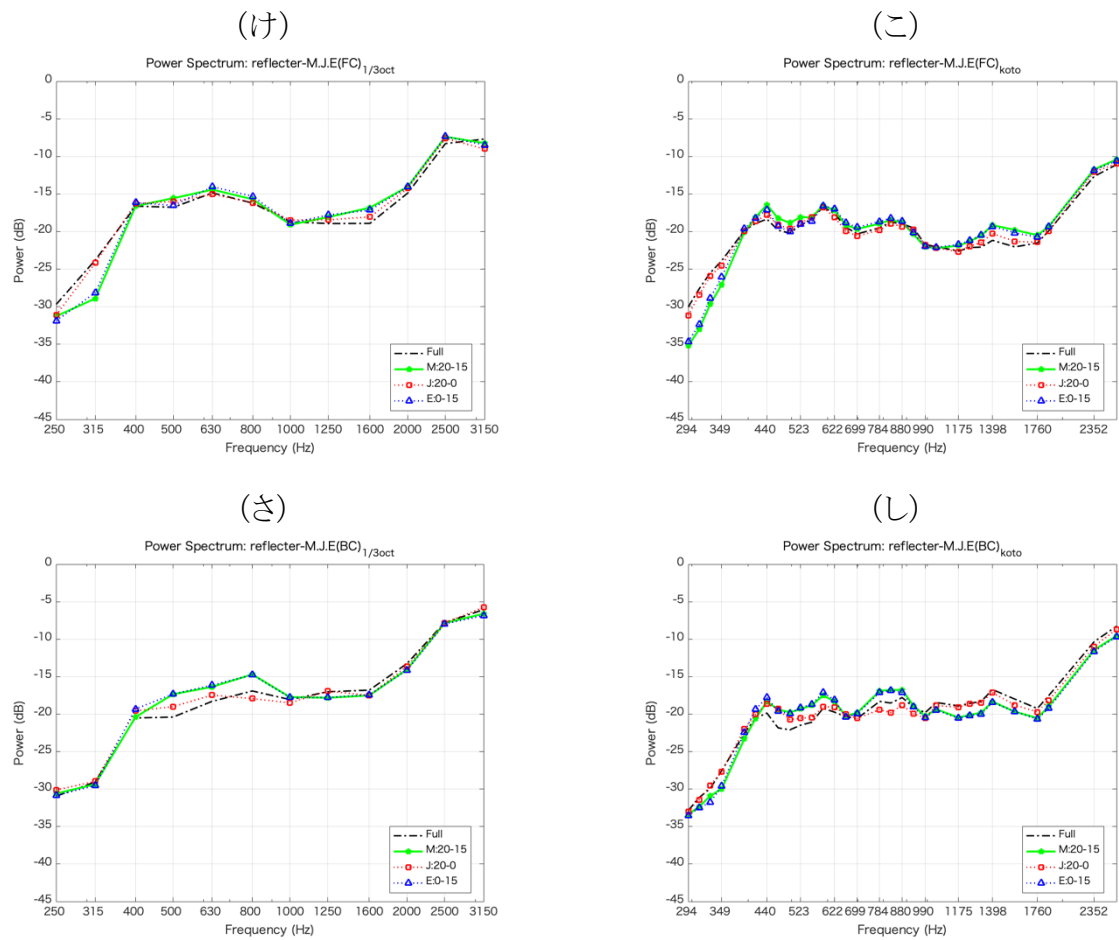 (け)
Power Spectrum: reflecter-M.J.E(FC)1/3oct
0
-5
-10
-15
-20
-25
-30
-35
-40
-45
Power (dB)
Full
M:20-15
J:20-0
E:0-15
250 315 400 500 630 800 1000 1250 1600 2000 2500 3150
Frequency (Hz)
(こ)
Power Spectrum: reflecter-M.J.E(FC)koto
0
-5
-10
-15
-20
-25
-30
-35
-40
-45
Power (dB)
Full
M:20-15
J:20-0
E:0-15
294 349 440 523 622 699 784 880 990 1175 1398 1760 2352
Frequency (Hz)
(さ)
Power Spectrum: reflecter-M.J.E(BC)1/3oct
0
-5
-10
-15
-20
-25
-30
-35
-40
-45
Power (dB)
Full
M:20-15
J:20-0
E:0-15
250 315 400 500 630 800 1000 1250 1600 2000 2500 3150
Frequency (Hz)
(し)
Power Spectrum: reflecter-M.J.E(BC)koto
0
-5
-10
-15
-20
-25
-30
-35
-40
-45
Power (dB)
Full
M:20-15
J:20-0
E:0-15
294 349 440 523 622 699 784 880 990 1175 1398 1760 2352
Frequency (Hz)